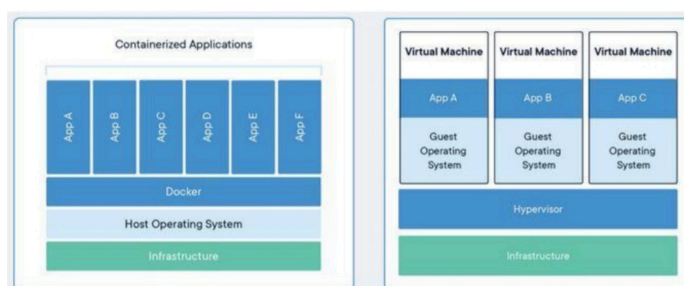 Containerized Applications
App A
App B
App C
App D
App E
App F
Docker
Host Operating System
Infrastructure
Virtual Machine
App A
Guest
Operating
System
Virtual Machine
App B
Guest
Operating
System
Virtual Machine
App C
Guest
Operating
System
Hypervisor
Infrastructure